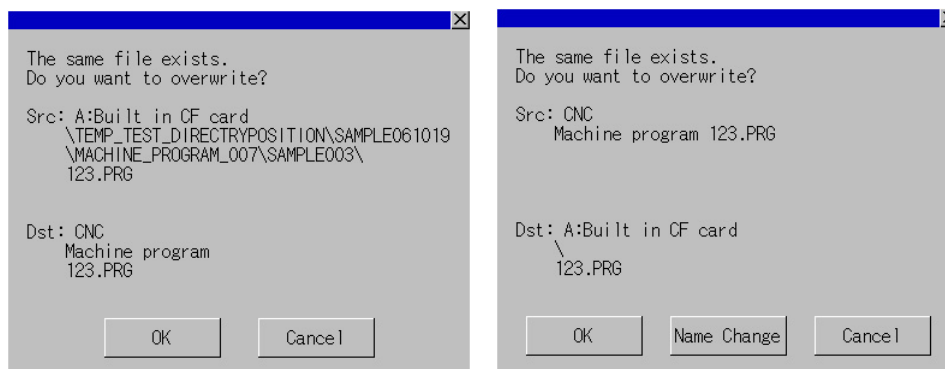 The same file exists.
Do you want to overwrite?
Src: A:Built in CF card
\TEMP_TEST_DIRECTRYPOSITION\SAMPLE061019
\MACHINE_PROGRAM_007\SAMPLE003\
123.PRG
Dst: CNC
Machine program
123.PRG
OK
Cancel
The same file exists.
Do you want to overwrite?
Src: CNC
Machine program 123.PRG
Dst: A:Built in CF card
\
123.PRG
OK
Name Change
Cancel